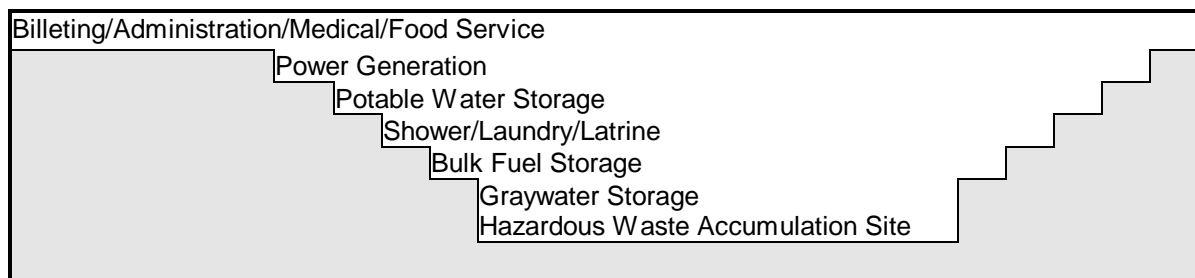 Billeting/Administration/Medical/Food Service
Power Generation
Potable Water Storage
Shower/Laundry/Latrine
Bulk Fuel Storage
Graywater Storage
Hazardous Waste Accumulation Site